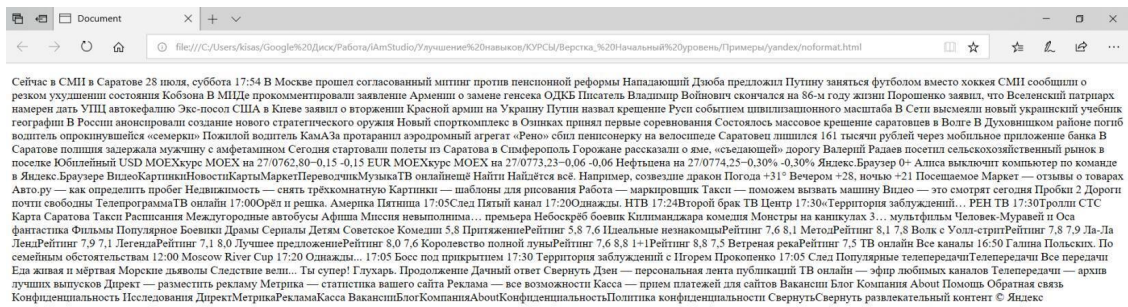 Document
file:///C:/Users/kisas/Google%20Диск/Работа/iAmStudio/Улучшение%20навыков/КУРСЫ/Верстка_%20Начальный%20уровень/Примеры/yandex/noformat.html
Сейчас в СМИ в Саратове 28 июля, суббота 17:54 В Москве прошел согласованный митинг против пенсионной реформы Нападающий Дзюба предложил Путину заняться футболом вместо хоккея СМИ сообщили о
резком ухудшении состояния Кобзона В МИДе прокомментировали заявление Армении о замене генсека ОДКБ Писатель Владимир Войнович скончался на 86-м году жизни Порошенко заявил, что Вселенский патриарх
намерен дать УПЦ автокефалию Экс-посол США в Киеве заявил о вторжении Красной армии на Украину Путин назвал крещение Руси событием цивилизационного масштаба В Сети высмеяли новый украинский учебник
географии В России анонсировали создание нового стратегического оружия Новый спорткомплекс в Озинках принял первые соревнования Состоялось массовое крещение саратовцев в Волге В Духовницком районе погиб
водитель опрокинувшейся «семерки» Пожилой водитель КамАЗа протаранил аэродромный агрегат «Рено» сбил пенсионерку на велосипеде Саратовец лишился 161 тысячи рублей через мобильное приложение банка В
Саратове полиция задержала мужчину с амфетамином Сегодня стартовали полеты из Саратова в Симферополь Горожане рассказали о яме, «съедающей» дорогу Валерий Радаев посетил сельскохозяйственный рынок в
поселке Юбилейный USD MOEXкурс MOEX на 27/0762,80−0,15 -0,15 EUR MOEXкурс MOEX на 27/0773,23−0,06 -0,06 Нефтьцена на 27/0774,25−0,30% -0,30% Яндекс.Браузер 0+ Алиса выключит компьютер по команде
в Яндекс.Браузере ВидеоКартинкиНовостиКартыМаркетПереводчикМузыкаТВ онлайнещё Найти Найдётся всё. Например, созвездие дракон Погода +31° Вечером +28, ночью +21 Посещаемое Маркет — отзывы о товарах
Авто.ру — как определить пробег Недвижимость — снять трёхкомнатную Картинки — шаблоны для рисования Работа — маркировщик Такси — поможем вызвать машину Видео — это смотрят сегодня Пробки 2 Дороги
почти свободны ТелепрограммаТВ онлайн 17:00Орёл и решка. Америка Пятница 17:05След Пятый канал 17:20Однажды. НТВ 17:24Второй брак ТВ Центр 17:30«Территория заблуждений… РЕН ТВ 17:30Тролли СТС
Карта Саратова Такси Расписания Междугородные автобусы Афиша Миссия невыполнима… премьера Небоскрёб боевик Килиманджара комедия Монстры на каникулах 3… мультфильм Человек-Муравей и Оса
фантастика Фильмы Популярное Боевики Драмы Сериалы Детям Советское Комедии 5,8 ПритяжениеРейтинг 5,8 7,6 Идеальные незнакомцыРейтинг 7,6 8,1 МетодРейтинг 8,1 7,8 Волк с Уолл-стритРейтинг 7,8 7,9 Ла-Ла
ЛендРейтинг 7,9 7,1 ЛегендаРейтинг 7,1 8,0 Лучшее предложениеРейтинг 8,0 7,6 Королевство полной луныРейтинг 7,6 8,8 1+1Рейтинг 8,8 7,5 Ветреная рекаРейтинг 7,5 ТВ онлайн Все каналы 16:50 Галина Польских. По
семейным обстоятельствам 12:00 Moscow River Cup 17:20 Однажды... 17:05 Босс под прикрытием 17:30 Территория заблуждений с Игорем Прокопенко 17:05 След Популярные телепередачиТелепередачи Все передачи
Еда живая и мёртвая Морские дьяволы Следствие вели... Ты супер! Глухарь. Продолжение Дачный ответ Свернуть Дзен — персональная лента публикаций ТВ онлайн — эфир любимых каналов Телепередачи — архив
лучших выпусков Директ — разместить рекламу Метрика — статистика вашего сайта Реклама — все возможности Касса — прием платежей для сайтов Вакансии Блог Компания About Помощь Обратная связь
Конфиденциальность Исследования ДиректМетрикаРекламаКасса ВакансииБлогКомпанияAboutКонфиденциальностьПолитика конфиденциальности СвернутьСвернуть развлекательный контент © Яндекс